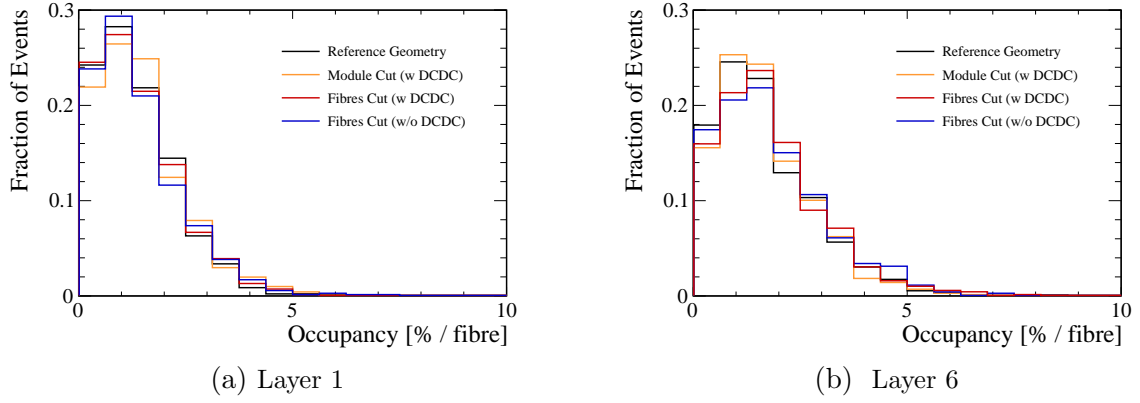 Fraction of Events
0.3
0.2
0.1
0
0
5
10
Occupancy [% / fibre]
Reference Geometry
Module Cut (w DCDC)
Fibres Cut (w DCDC)
Fibres Cut (w/o DCDC)
(a) Layer 1
Fraction of Events
0.3
0.2
0.1
0
0
5
10
Occupancy [% / fibre]
Reference Geometry
Module Cut (w DCDC)
Fibres Cut (w DCDC)
Fibres Cut (w/o DCDC)
(b) Layer 6